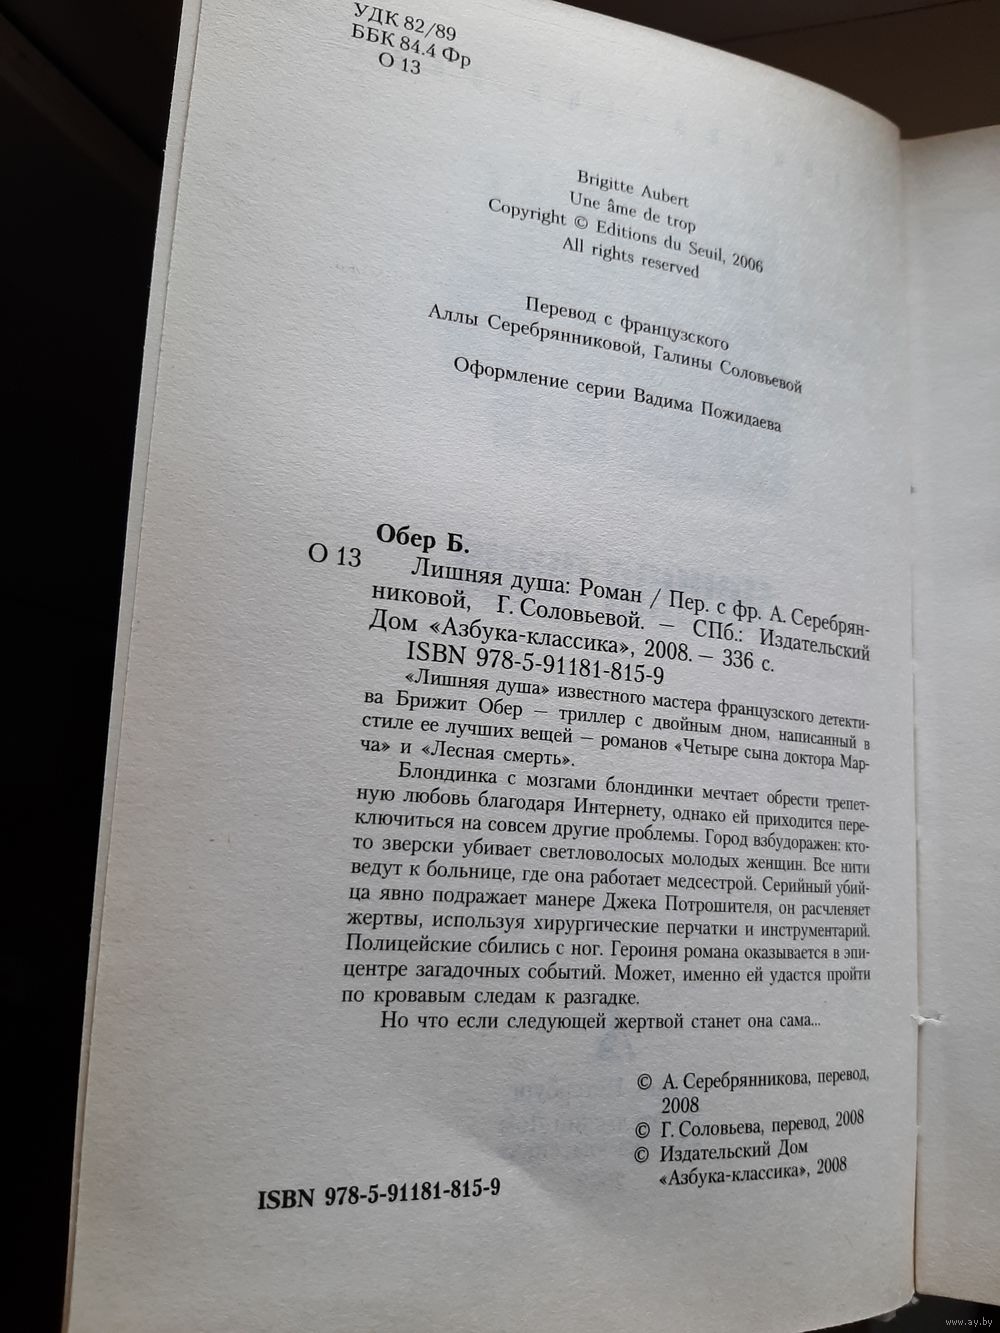 УДК 82/89
ББК 84.4 Фр
О 13
Brigitte Aubert
Une âme de trop
Copyright © Editions du Seuil, 2006
All rights reserved
Перевод с французского
Аллы Серебрянниковой, Галины Соловьевой
Оформление серии Вадима Пожидаева
Обер Б.
О 13 Лишняя душа: Роман / Пер. с фр. А. Серебрян-
никовой, Г. Соловьевой. — СПб.: Издательский
Дом «Азбука-классика», 2008. — 336 с.
ISBN 978-5-91181-815-9
«Лишняя душа» известного мастера французского детекти-
ва Брижит Обер — триллер с двойным дном, написанный в
стиле ее лучших вещей — романов «Четыре сына доктора Мар-
ча» и «Лесная смерть».
Блондинка с мозгами блондинки мечтает обрести трепет-
ную любовь благодаря Интернету, однако ей приходится пере-
ключиться на совсем другие проблемы. Город взбудоражен: кто-
то зверски убивает светловолосых молодых женщин. Все нити
ведут к больнице, где она работает медсестрой. Серийный убий-
ца явно подражает манере Джека Потрошителя, он расчленяет
жертвы, используя хирургические перчатки и инструментарий.
Полицейские сбились с ног. Героиня романа оказывается в эпи-
центре загадочных событий. Может, именно ей удастся пройти
по кровавым следам к разгадке.
Но что если следующей жертвой станет она сама...
© А. Серебрянникова, перевод,
2008
© Г. Соловьева, перевод, 2008
© Издательский Дом
«Азбука-классика», 2008
ISBN 978-5-91181-815-9
www.ay.by